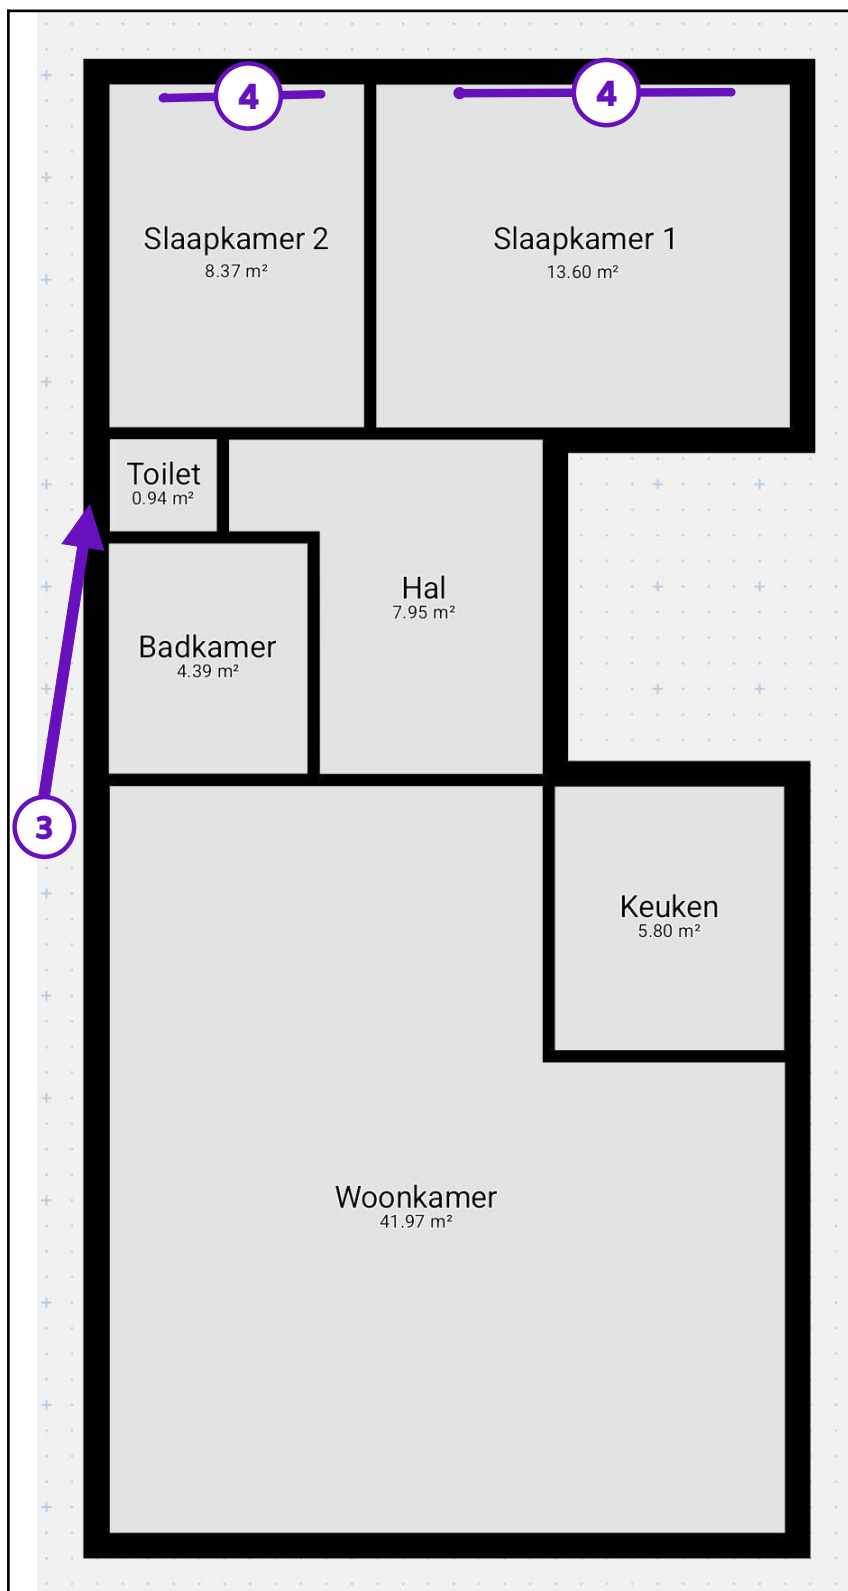 4
4
Slaapkamer 2
8.37 m²
Slaapkamer 1
13.60 m²
Toilet
0.94 m²
Hal
7.95 m²
Badkamer
4.39 m²
3
Keuken
5.80 m²
Woonkamer
41.97 m²